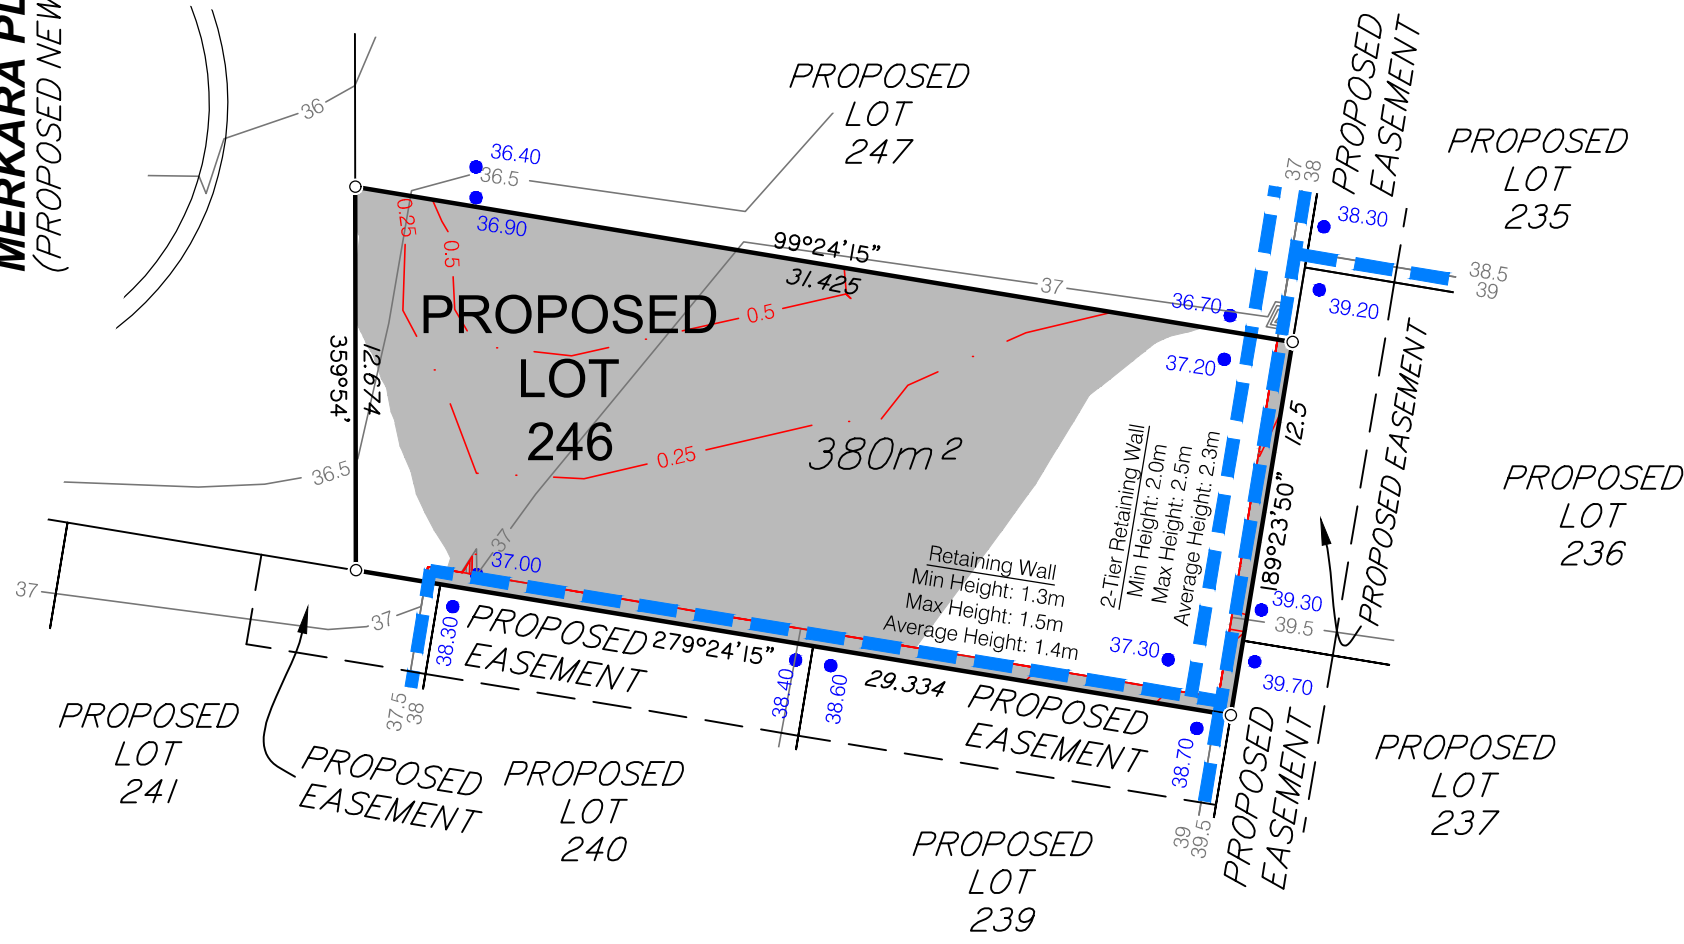 MERKARA PL
(PROPOSED NEW
36
PROPOSED
LOT
247
36.40
36.5
36.90
0.25
0.5
99°24'15"
31.425
37
36.70
37.20
37
38
PROPOSED
EASEMENT
38.30
PROPOSED
LOT
235
38.5
39
39.20
PROPOSED
LOT
246
0.5
0.25
380m²
359°54'
12.674
36.5
37
37.00
12.5
189°23'50"
PROPOSED EASEMENT
2-Tier Retaining Wall
Min Height: 2.0m
Max Height: 2.5m
Average Height: 2.3m
Retaining Wall
Min Height: 1.3m
Max Height: 1.5m
Average Height: 1.4m
PROPOSED
LOT
236
39.30
39.5
37.30
39.70
37
37
38.30
PROPOSED
EASEMENT
279°24'15"
38.40
38.60
29.334
PROPOSED
EASEMENT
38.70
37.5
38
PROPOSED
LOT
241
PROPOSED
EASEMENT
PROPOSED
LOT
240
PROPOSED
LOT
239
39
39.5
PROPOSED
EASEMENT
PROPOSED
LOT
237